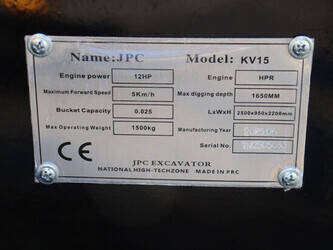 Name: JPC Model: KV15
Engine power 12HP Engine HPR
Maximum Forward Speed 5Km/h Max digging depth 1650MM
Bucket Capacity 0.025 LxWxH 2500x950x2200mm
Max Operating Weight 1500kg Manufacturing Year
Serial No.
CE
JPC EXCAVATOR
NATIONAL HIGH-TECHZONE MADE IN PRC